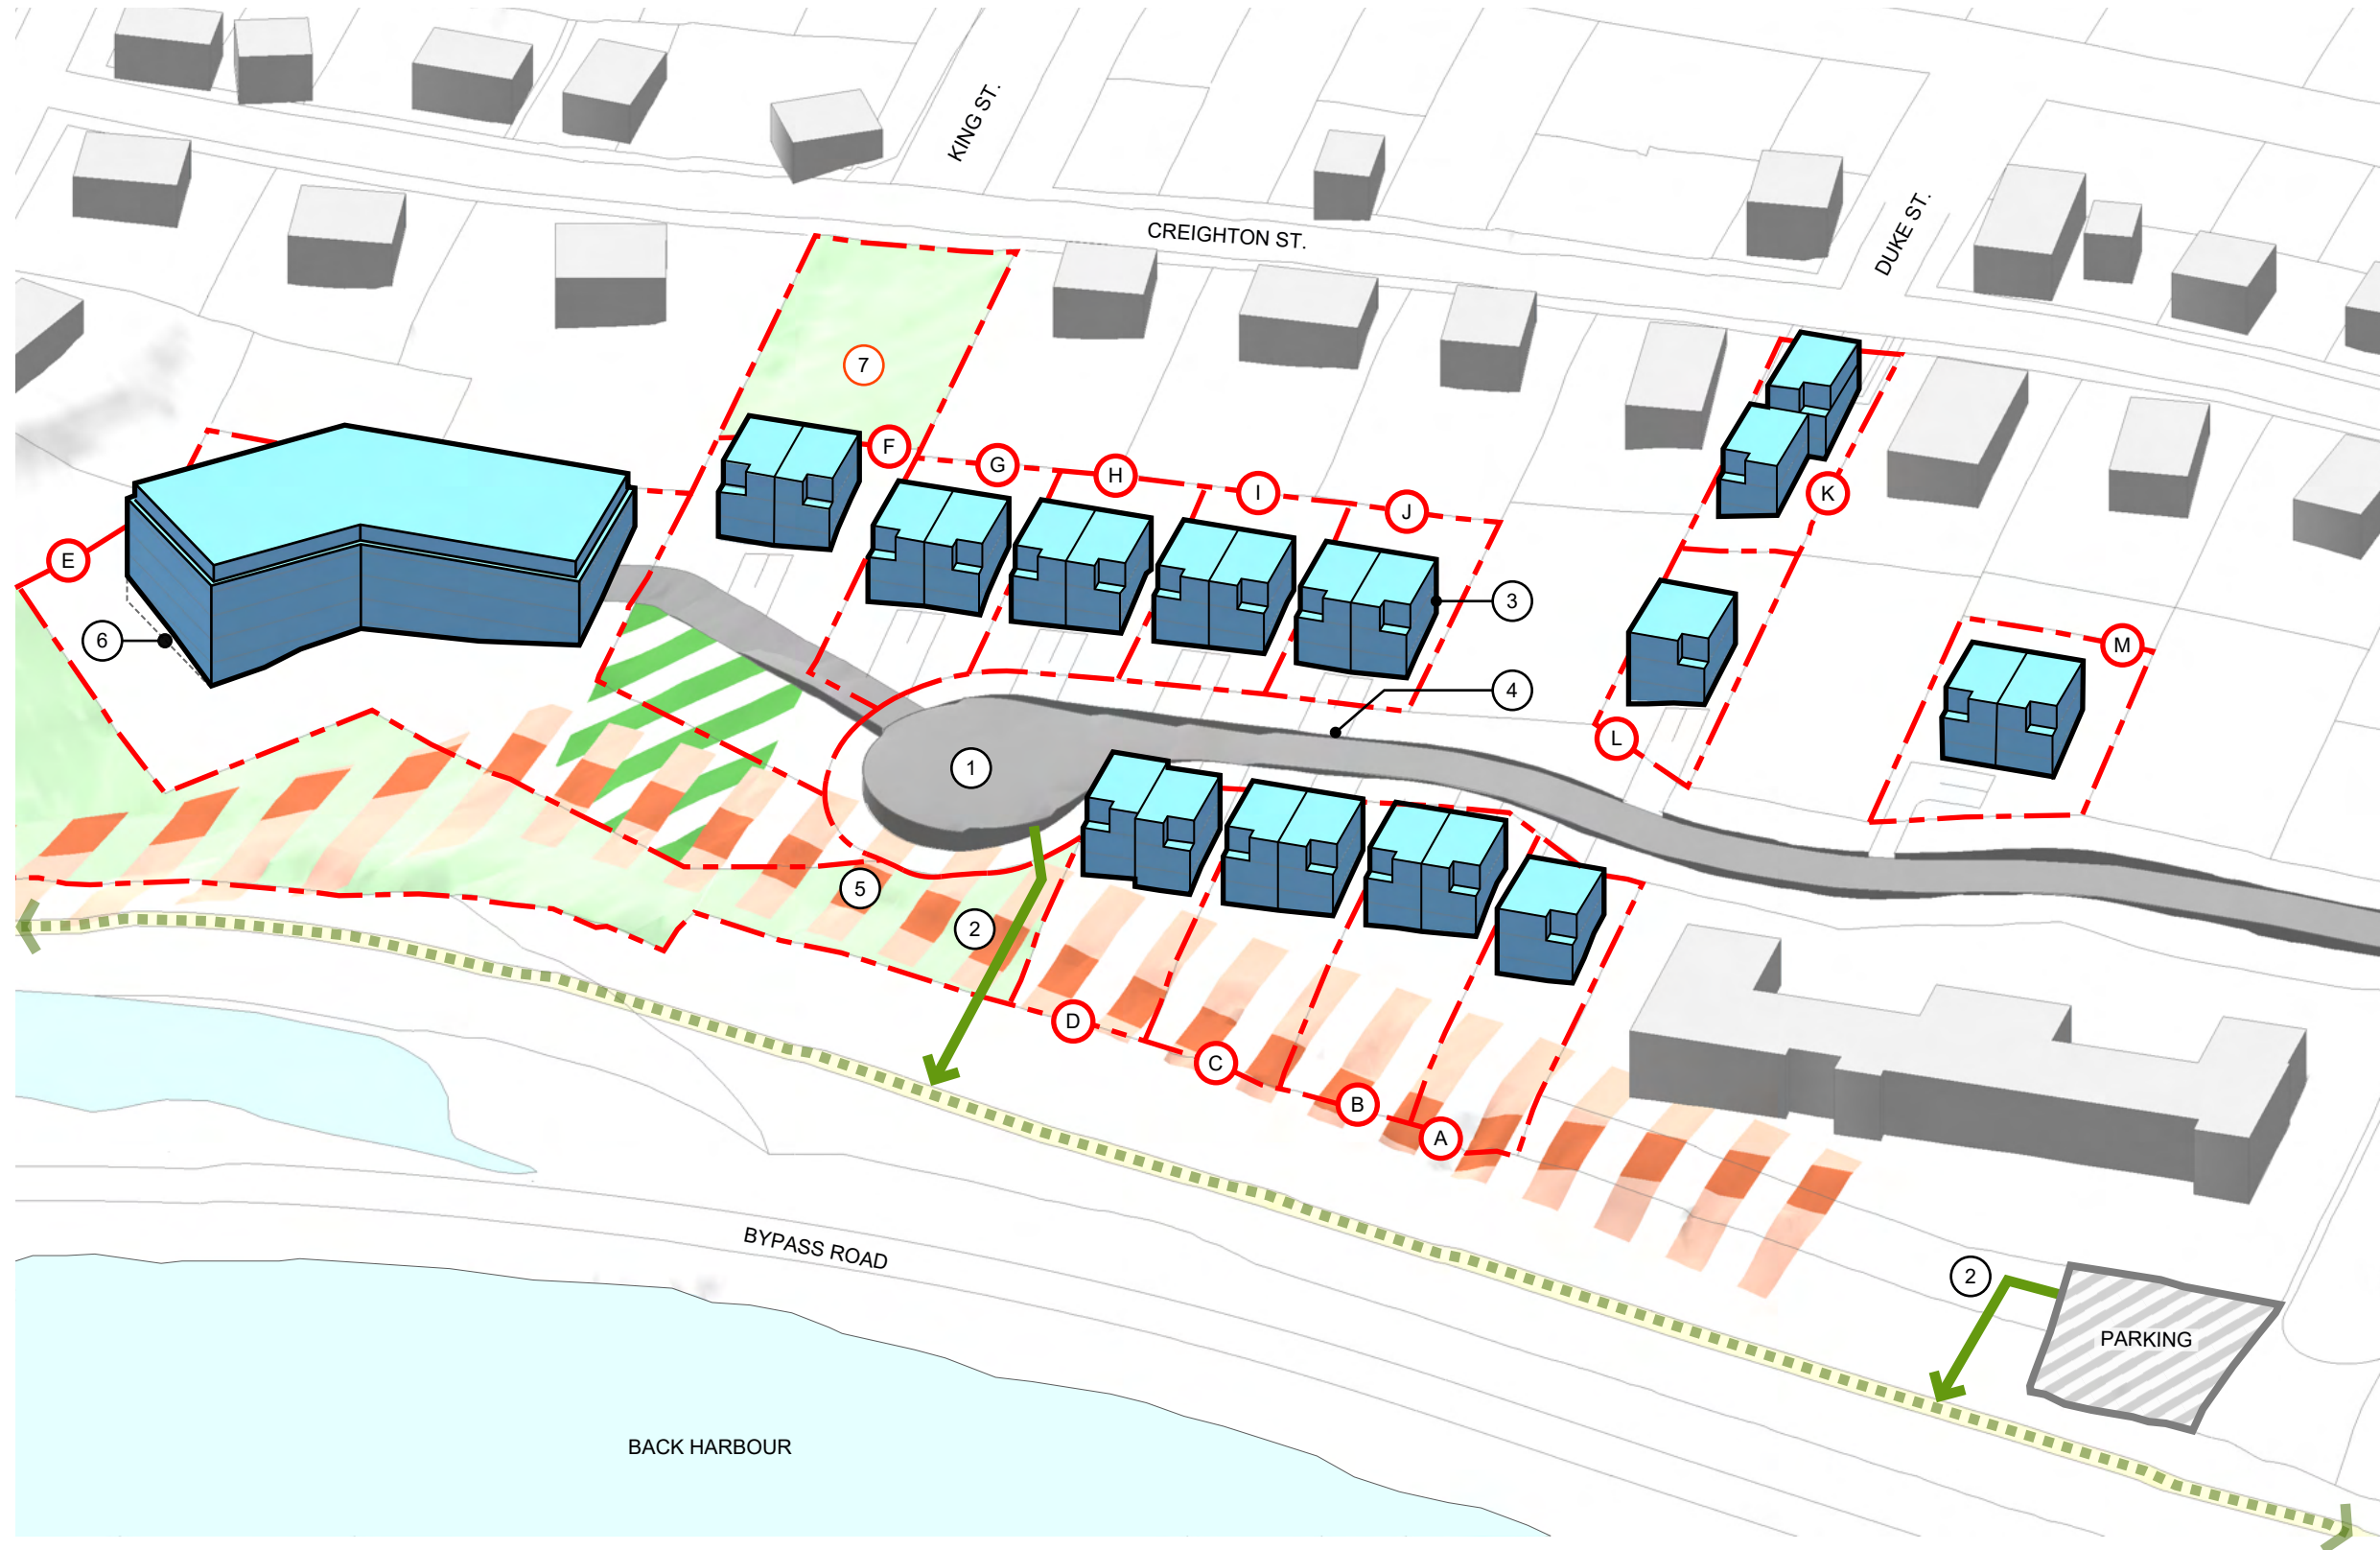 KING ST.
CREIGHTON ST.
DUKE ST.
7
F
G
H
I
J
K
E
6
3
M
4
L
1
5
2
D
C
B
A
BYPASS ROAD
2
PARKING
BACK HARBOUR